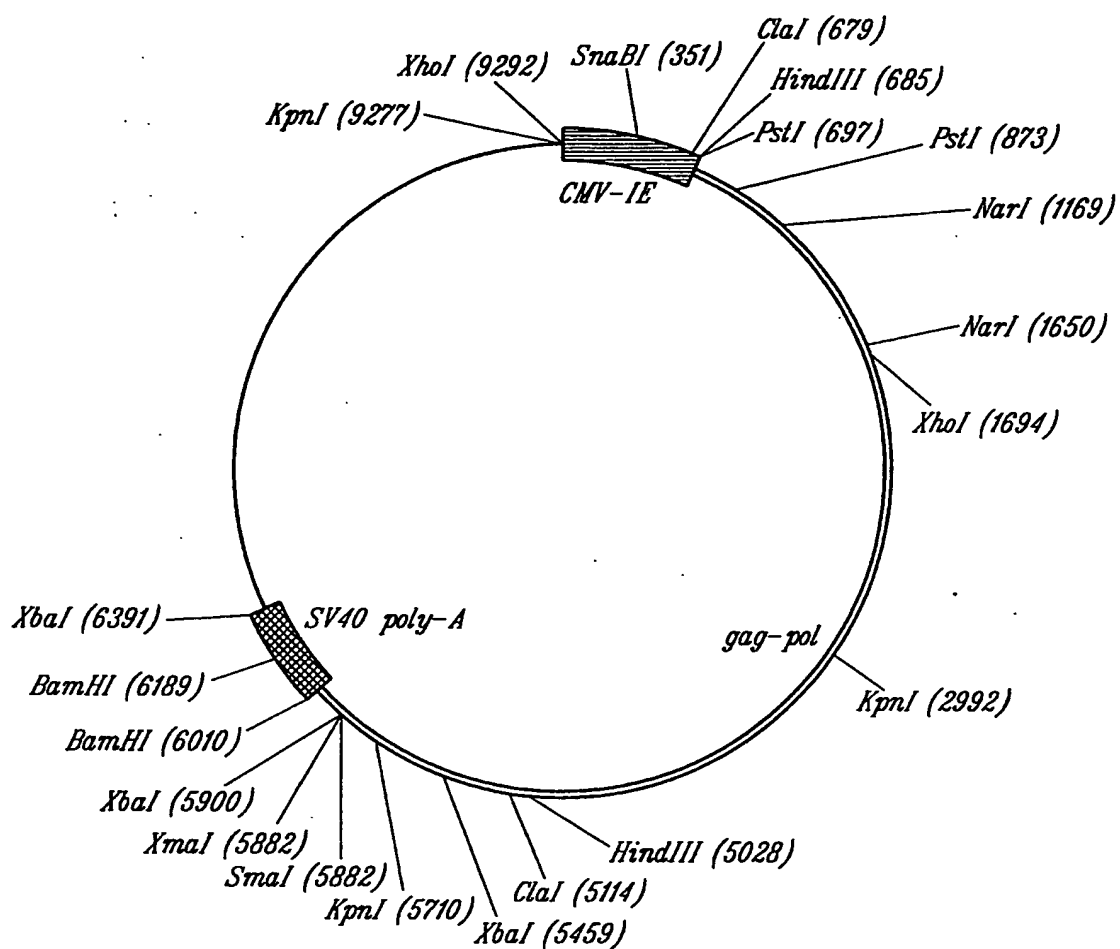 ClaI (679)
SnaBI (351)
XhoI (9292)
HindIII (685)
KpnI (9277)
PstI (697)
PstI (873)
CMV-IE
NarI (1169)
NarI (1650)
XhoI (1694)
XbaI (6391)
SV40 poly-A
gag-pol
BamHI (6189)
KpnI (2992)
BamHI (6010)
XbaI (5900)
XmaI (5882)
HindIII (5028)
SmaI (5882)
ClaI (5114)
KpnI (5710)
XbaI (5459)